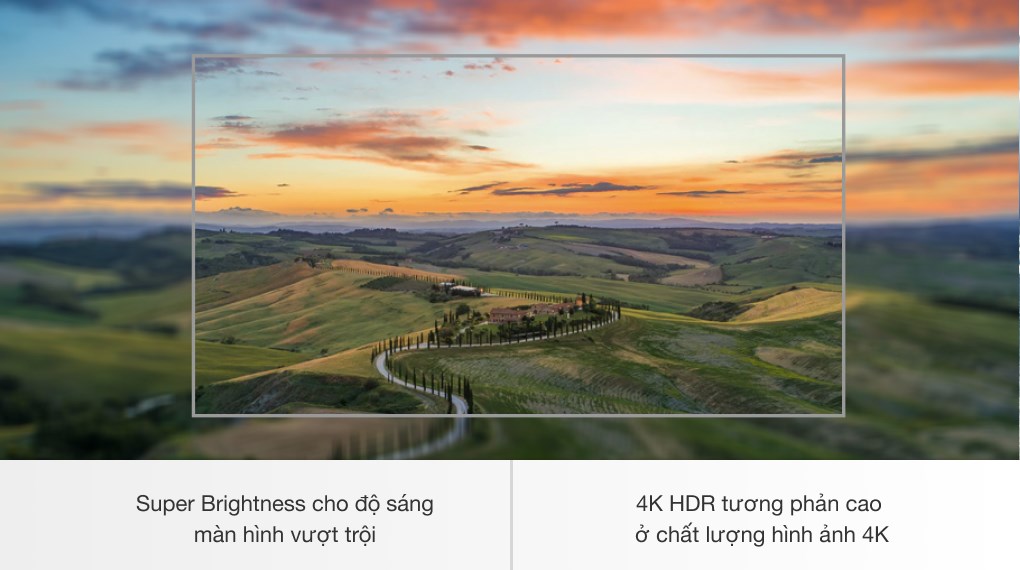 Super Brightness cho độ sáng
màn hình vượt trội
4K HDR tương phản cao
ở chất lượng hình ảnh 4K